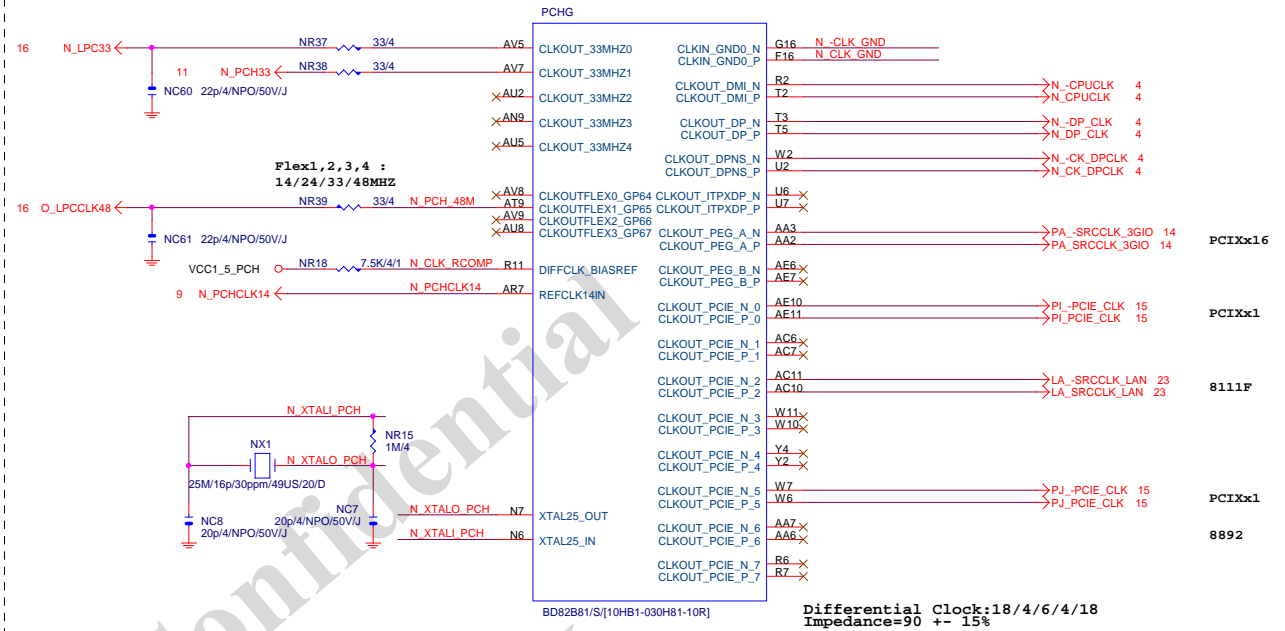 PCHG
16 N_LPC33 NR37 33/4 AV5 CLKOUT_33MHZ0
11 N_PCH33 NR38 33/4 AV7 CLKOUT_33MHZ1
NC60 22p/4/NPO/50V/J AU2 CLKOUT_33MHZ2
AN9 CLKOUT_33MHZ3
AU5 CLKOUT_33MHZ4
Flex1,2,3,4 :
14/24/33/48MHZ
AV8 CLKOUTFLEX0_GP64
16 O_LPCCLK48 NR39 33/4 N_PCH_48M AT9 CLKOUTFLEX1_GP65
AV9 CLKOUTFLEX2_GP66
AU8 CLKOUTFLEX3_GP67
NC61 22p/4/NPO/50V/J
VCC1_5_PCH NR18 7.5K/4/1 N_CLK_RCOMP R11 DIFFCLK_BIASREF
9 N_PCHCLK14 N_PCHCLK14 AR7 REFCLK14IN
N_XTALI_PCH
NR15
1M/4
NX1
N_XTALO_PCH
25M/16p/30ppm/49US/20/D
NC8
20p/4/NPO/50V/J
NC7
20p/4/NPO/50V/J
N_XTALO_PCH N7 XTAL25_OUT
N_XTALI_PCH N6 XTAL25_IN
CLKIN_GND0_N G16 N_-CLK_GND
CLKIN_GND0_P F16 N_CLK_GND
CLKOUT_DMI_N R2 N_-CPUCLK 4
CLKOUT_DMI_P T2 N_CPUCLK 4
CLKOUT_DP_N T3 N_-DP_CLK 4
CLKOUT_DP_P T5 N_DP_CLK 4
CLKOUT_DPNS_N W2 N_-CK_DPCLK 4
CLKOUT_DPNS_P U2 N_CK_DPCLK 4
CLKOUT_ITPXDP_N U6
CLKOUT_ITPXDP_P U7
CLKOUT_PEG_A_N AA3 PA_-SRCCLK_3GIO 14
CLKOUT_PEG_A_P AA2 PA_SRCCLK_3GIO 14
PCIXx16
CLKOUT_PEG_B_N AE6
CLKOUT_PEG_B_P AE7
CLKOUT_PCIE_N_0 AE10 PI_-PCIE_CLK 15
CLKOUT_PCIE_P_0 AE11 PI_PCIE_CLK 15
PCIXx1
CLKOUT_PCIE_N_1 AC6
CLKOUT_PCIE_P_1 AC7
CLKOUT_PCIE_N_2 AC11 LA_-SRCCLK_LAN 23
CLKOUT_PCIE_P_2 AC10 LA_SRCCLK_LAN 23
8111F
CLKOUT_PCIE_N_3 W11
CLKOUT_PCIE_P_3 W10
CLKOUT_PCIE_N_4 Y4
CLKOUT_PCIE_P_4 Y2
CLKOUT_PCIE_N_5 W7 PJ_-PCIE_CLK 15
CLKOUT_PCIE_P_5 W6 PJ_PCIE_CLK 15
PCIXx1
CLKOUT_PCIE_N_6 AA7
CLKOUT_PCIE_P_6 AA6
8892
CLKOUT_PCIE_N_7 R6
CLKOUT_PCIE_P_7 R7
BD82B81/S/[10HB1-030H81-10R]
Differential Clock:18/4/6/4/18
Impedance=90 +- 15%
Confidential